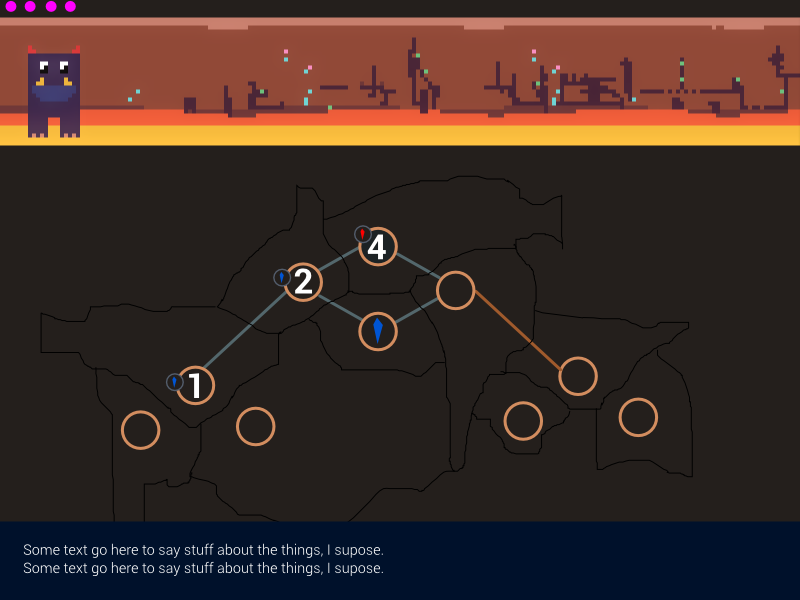 4
2
1
Some text go here to say stuff about the things, I supose.
Some text go here to say stuff about the things, I supose.